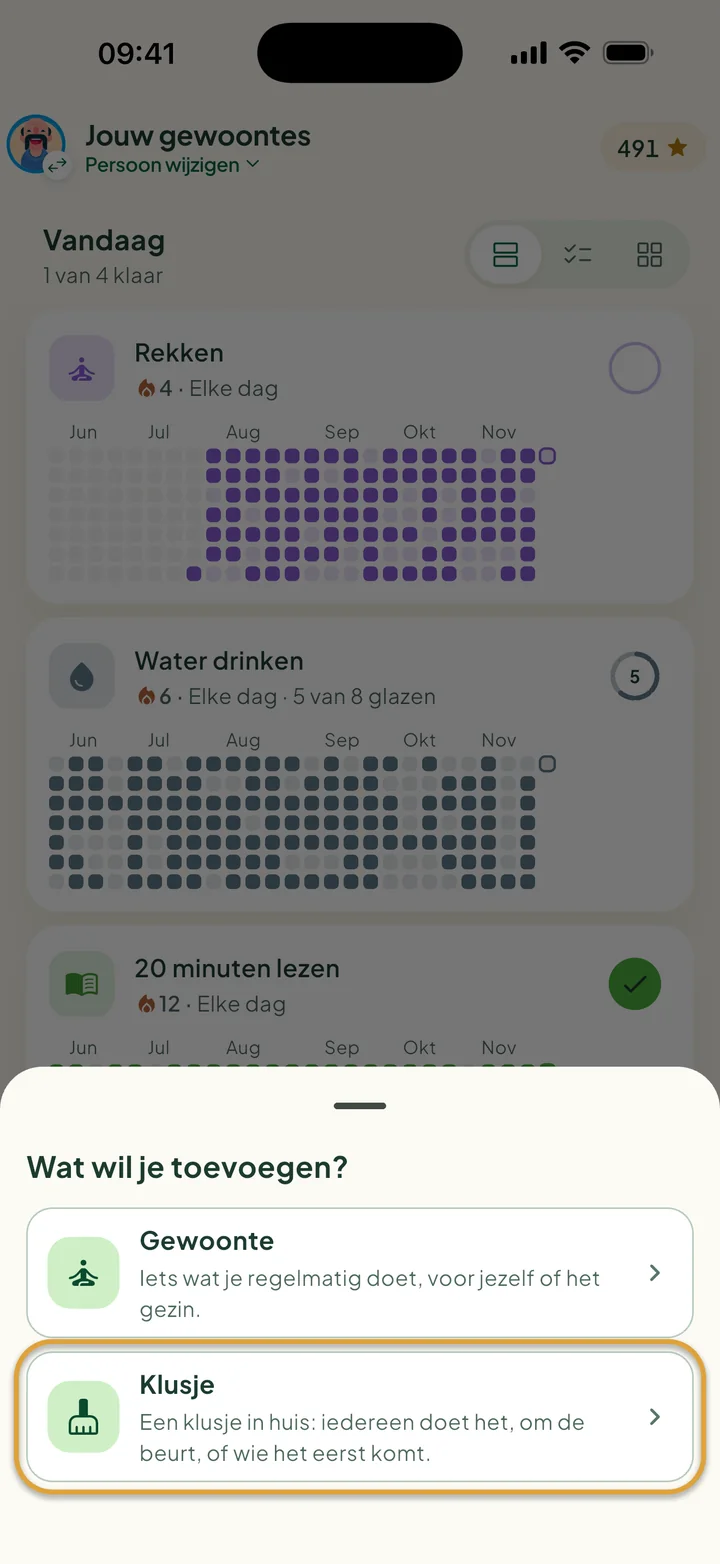 09:41
Jouw gewoontes
Persoon wijzigen
491
Vandaag
1 van 4 klaar
Rekken
4 · Elke dag
Jun Jul Aug Sep Okt Nov
Water drinken
6 · Elke dag · 5 van 8 glazen
5
Jun Jul Aug Sep Okt Nov
20 minuten lezen
12 · Elke dag
Jun Jul Aug Sep Okt Nov
Wat wil je toevoegen?
Gewoonte
Iets wat je regelmatig doet, voor jezelf of het
gezin.
Klusje
Een klusje in huis: iedereen doet het, om de
beurt, of wie het eerst komt.